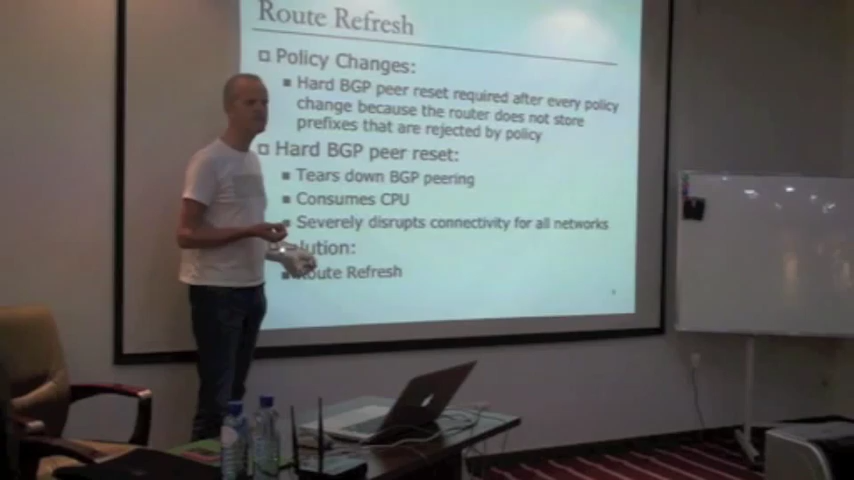 Route Refresh
Policy Changes:
Hard BGP peer reset required after every policy
change because the router does not store
prefixes that are rejected by policy
Hard BGP peer reset:
Tears down BGP peering
Consumes CPU
Severely disrupts connectivity for all networks
lution:
Route Refresh